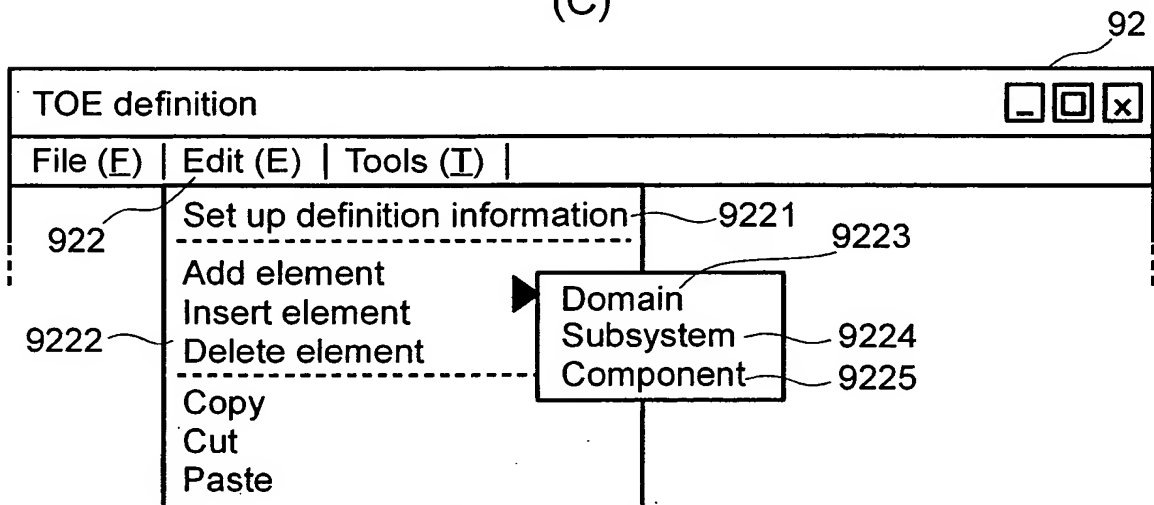 (C)
92
TOE definition
File (F) | Edit (E) | Tools (T) |
922
Set up definition information 9221
9223
Add element
Domain
Insert element
Subsystem 9224
9222 Delete element
Component 9225
Copy
Cut
Paste